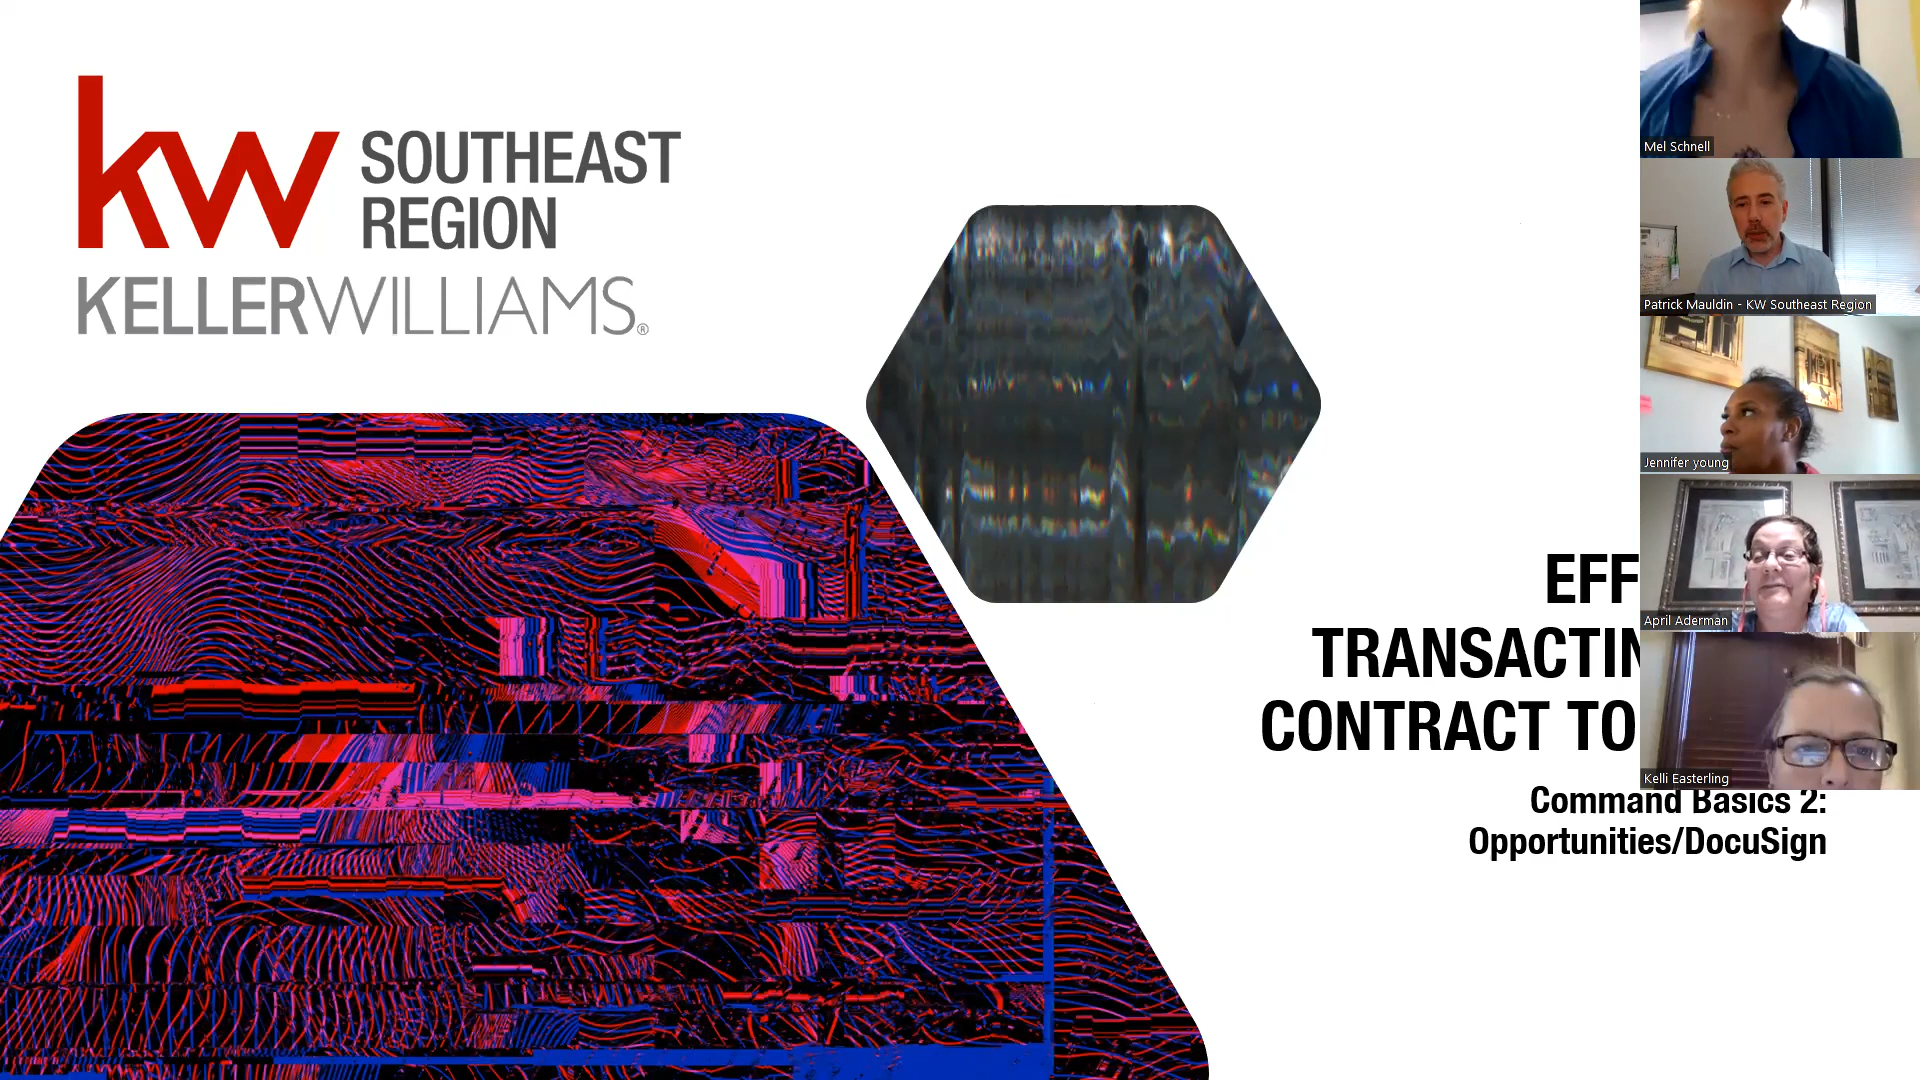 kw SOUTHEAST
REGION
KELLERWILLIAMS®
EFF
TRANSACTIN
CONTRACT TO
Command Basics 2:
Opportunities/DocuSign
Mel Schnell
Patrick Mauldin - KW Southeast Region
Jennifer young
April Aderman
Kelli Easterling